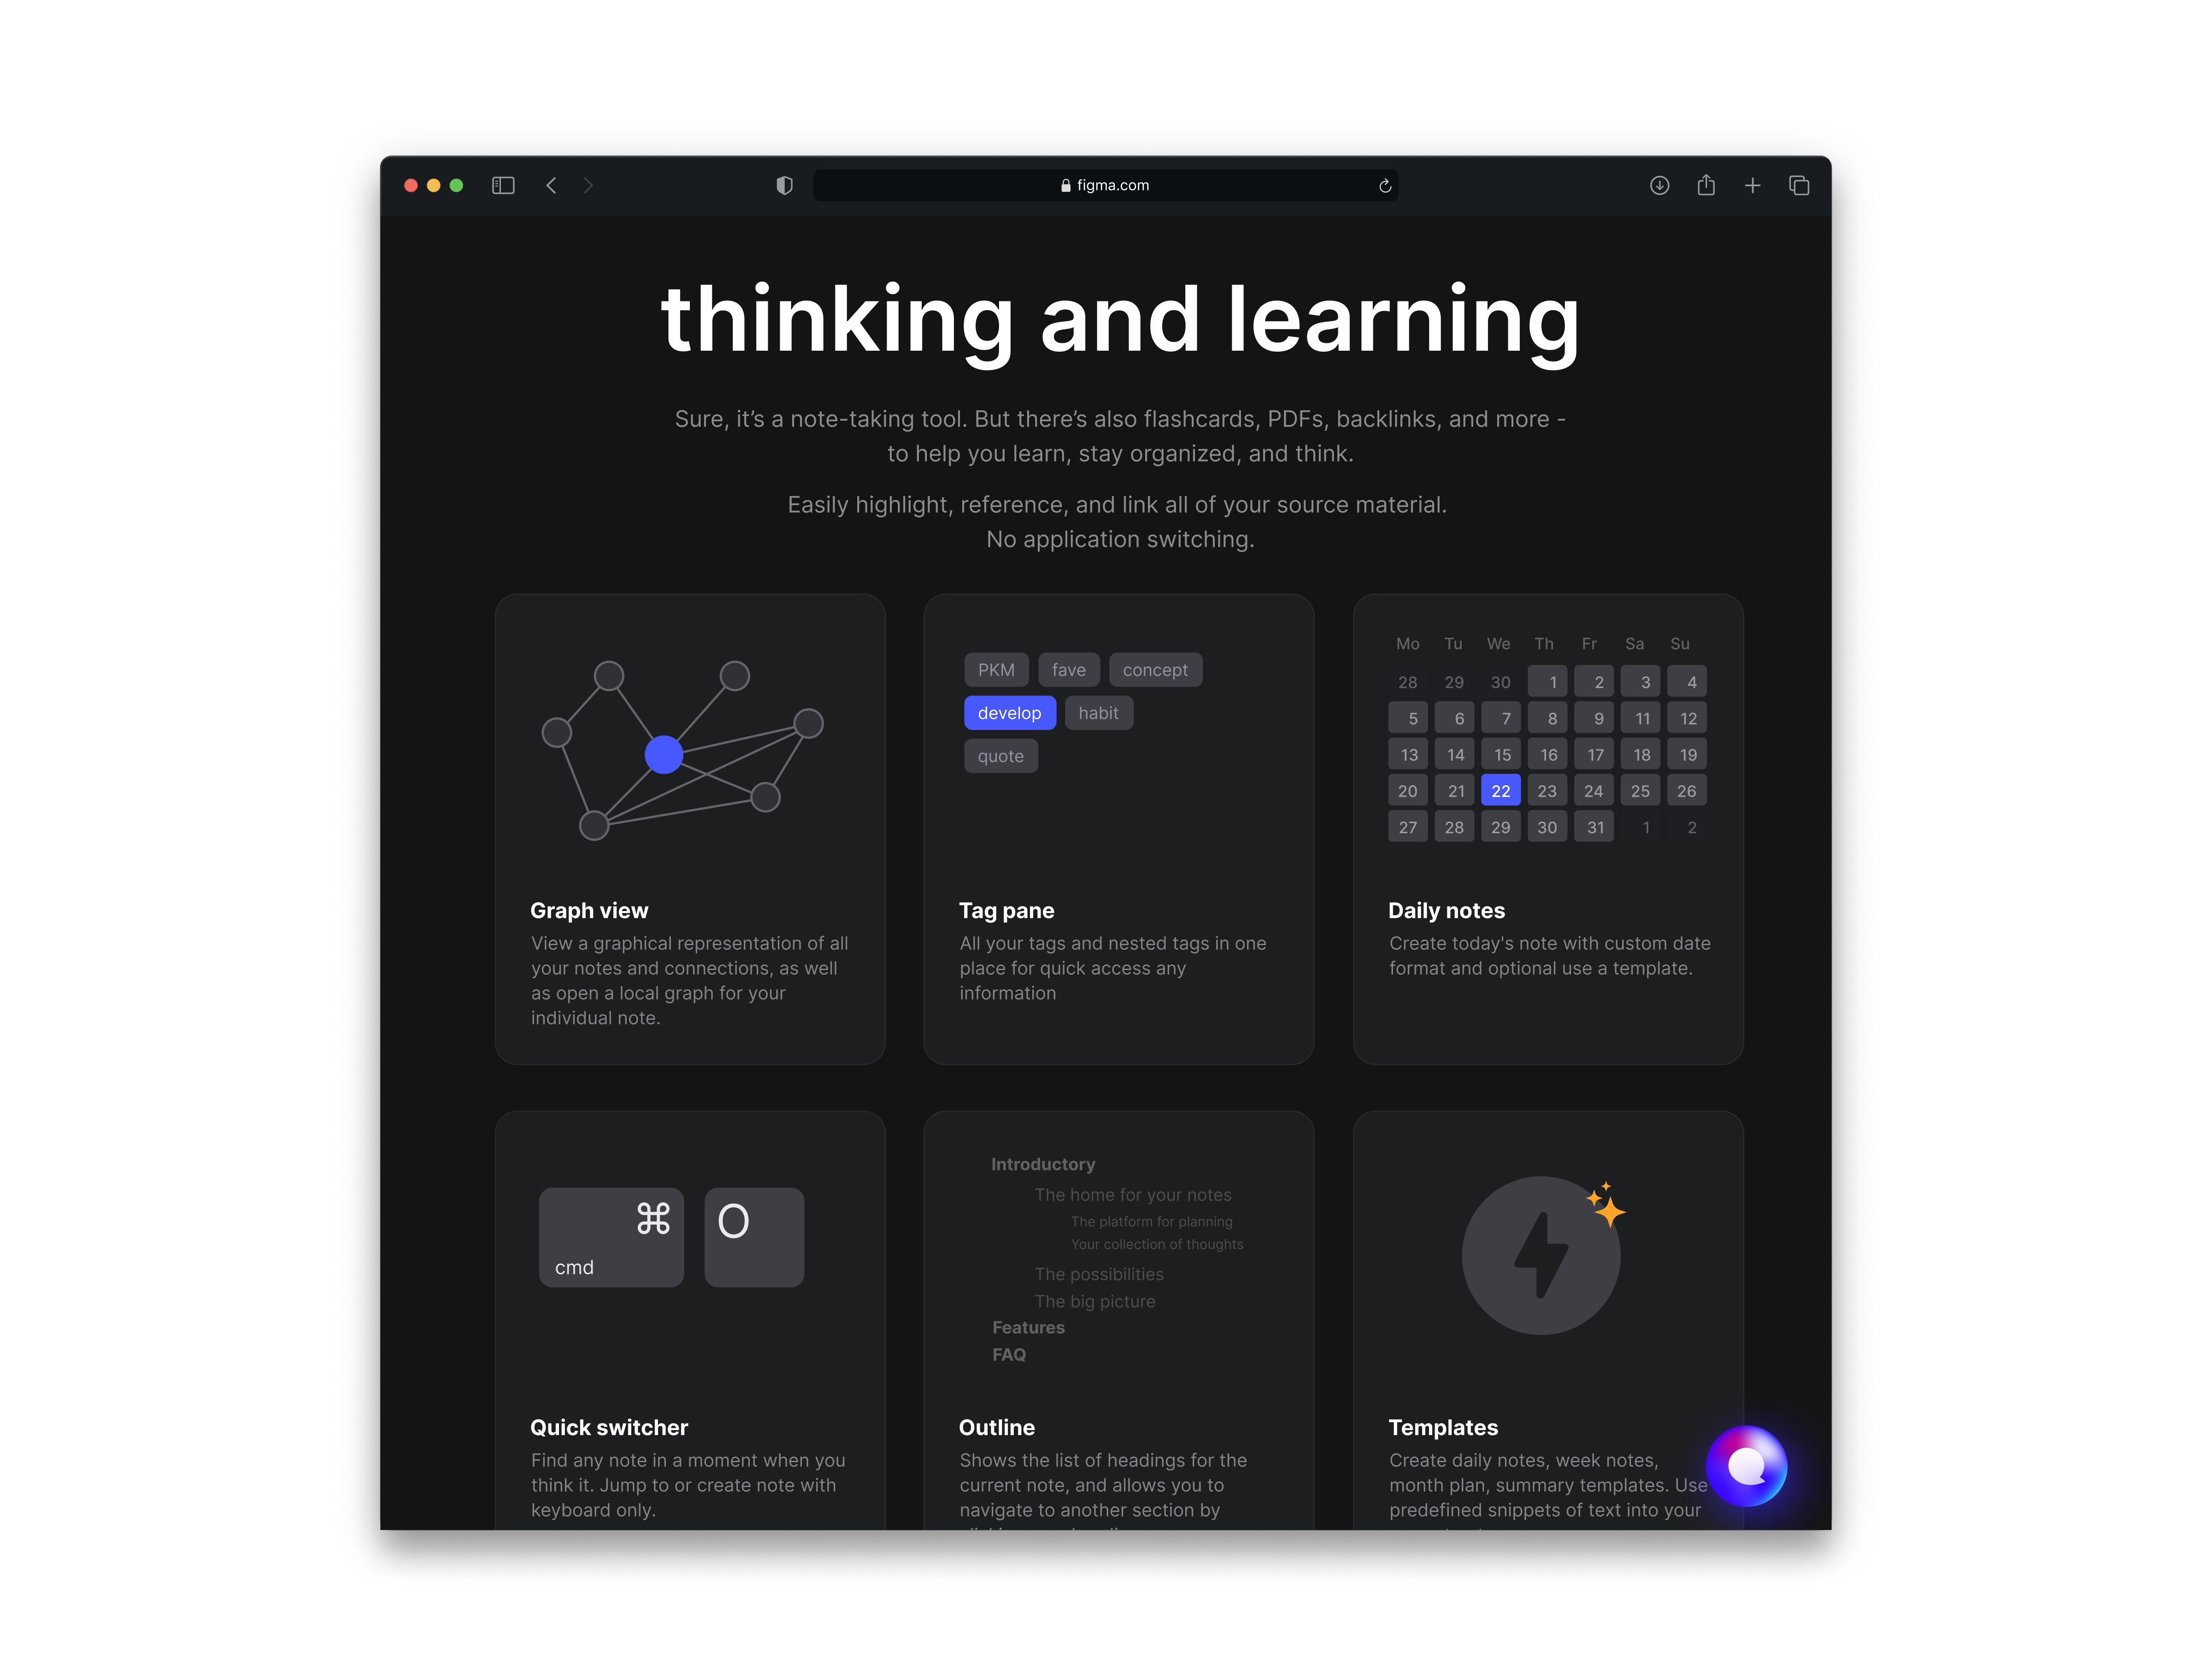 figma.com
thinking and learning
Sure, it’s a note-taking tool. But there’s also flashcards, PDFs, backlinks, and more -
to help you learn, stay organized, and think.
Easily highlight, reference, and link all of your source material.
No application switching.
Graph view
View a graphical representation of all
your notes and connections, as well
as open a local graph for your
individual note.
PKM fave concept
develop habit
quote
Tag pane
All your tags and nested tags in one
place for quick access any
information
Mo Tu We Th Fr Sa Su
28 29 30 1 2 3 4
5 6 7 8 9 11 12
13 14 15 16 17 18 19
20 21 22 23 24 25 26
27 28 29 30 31 1 2
Daily notes
Create today's note with custom date
format and optional use a template.
⌘ O
cmd
Quick switcher
Find any note in a moment when you
think it. Jump to or create note with
keyboard only.
Introductory
The home for your notes
The platform for planning
Your collection of thoughts
The possibilities
The big picture
Features
FAQ
Outline
Shows the list of headings for the
current note, and allows you to
navigate to another section by
Templates
Create daily notes, week notes,
month plan, summary templates. Use
predefined snippets of text into your